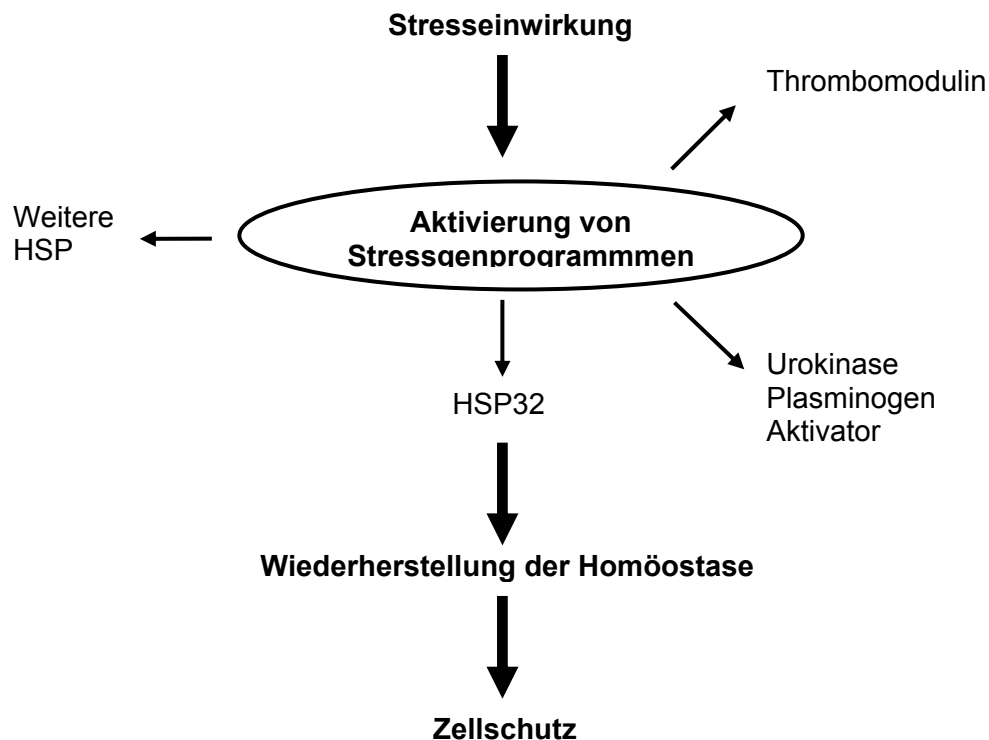 Stresseinwirkung
Thrombomodulin
Weitere
HSP
Aktivierung von
Stressgenprogrammmen
HSP32
Urokinase
Plasminogen
Aktivator
Wiederherstellung der Homöostase
Zellschutz